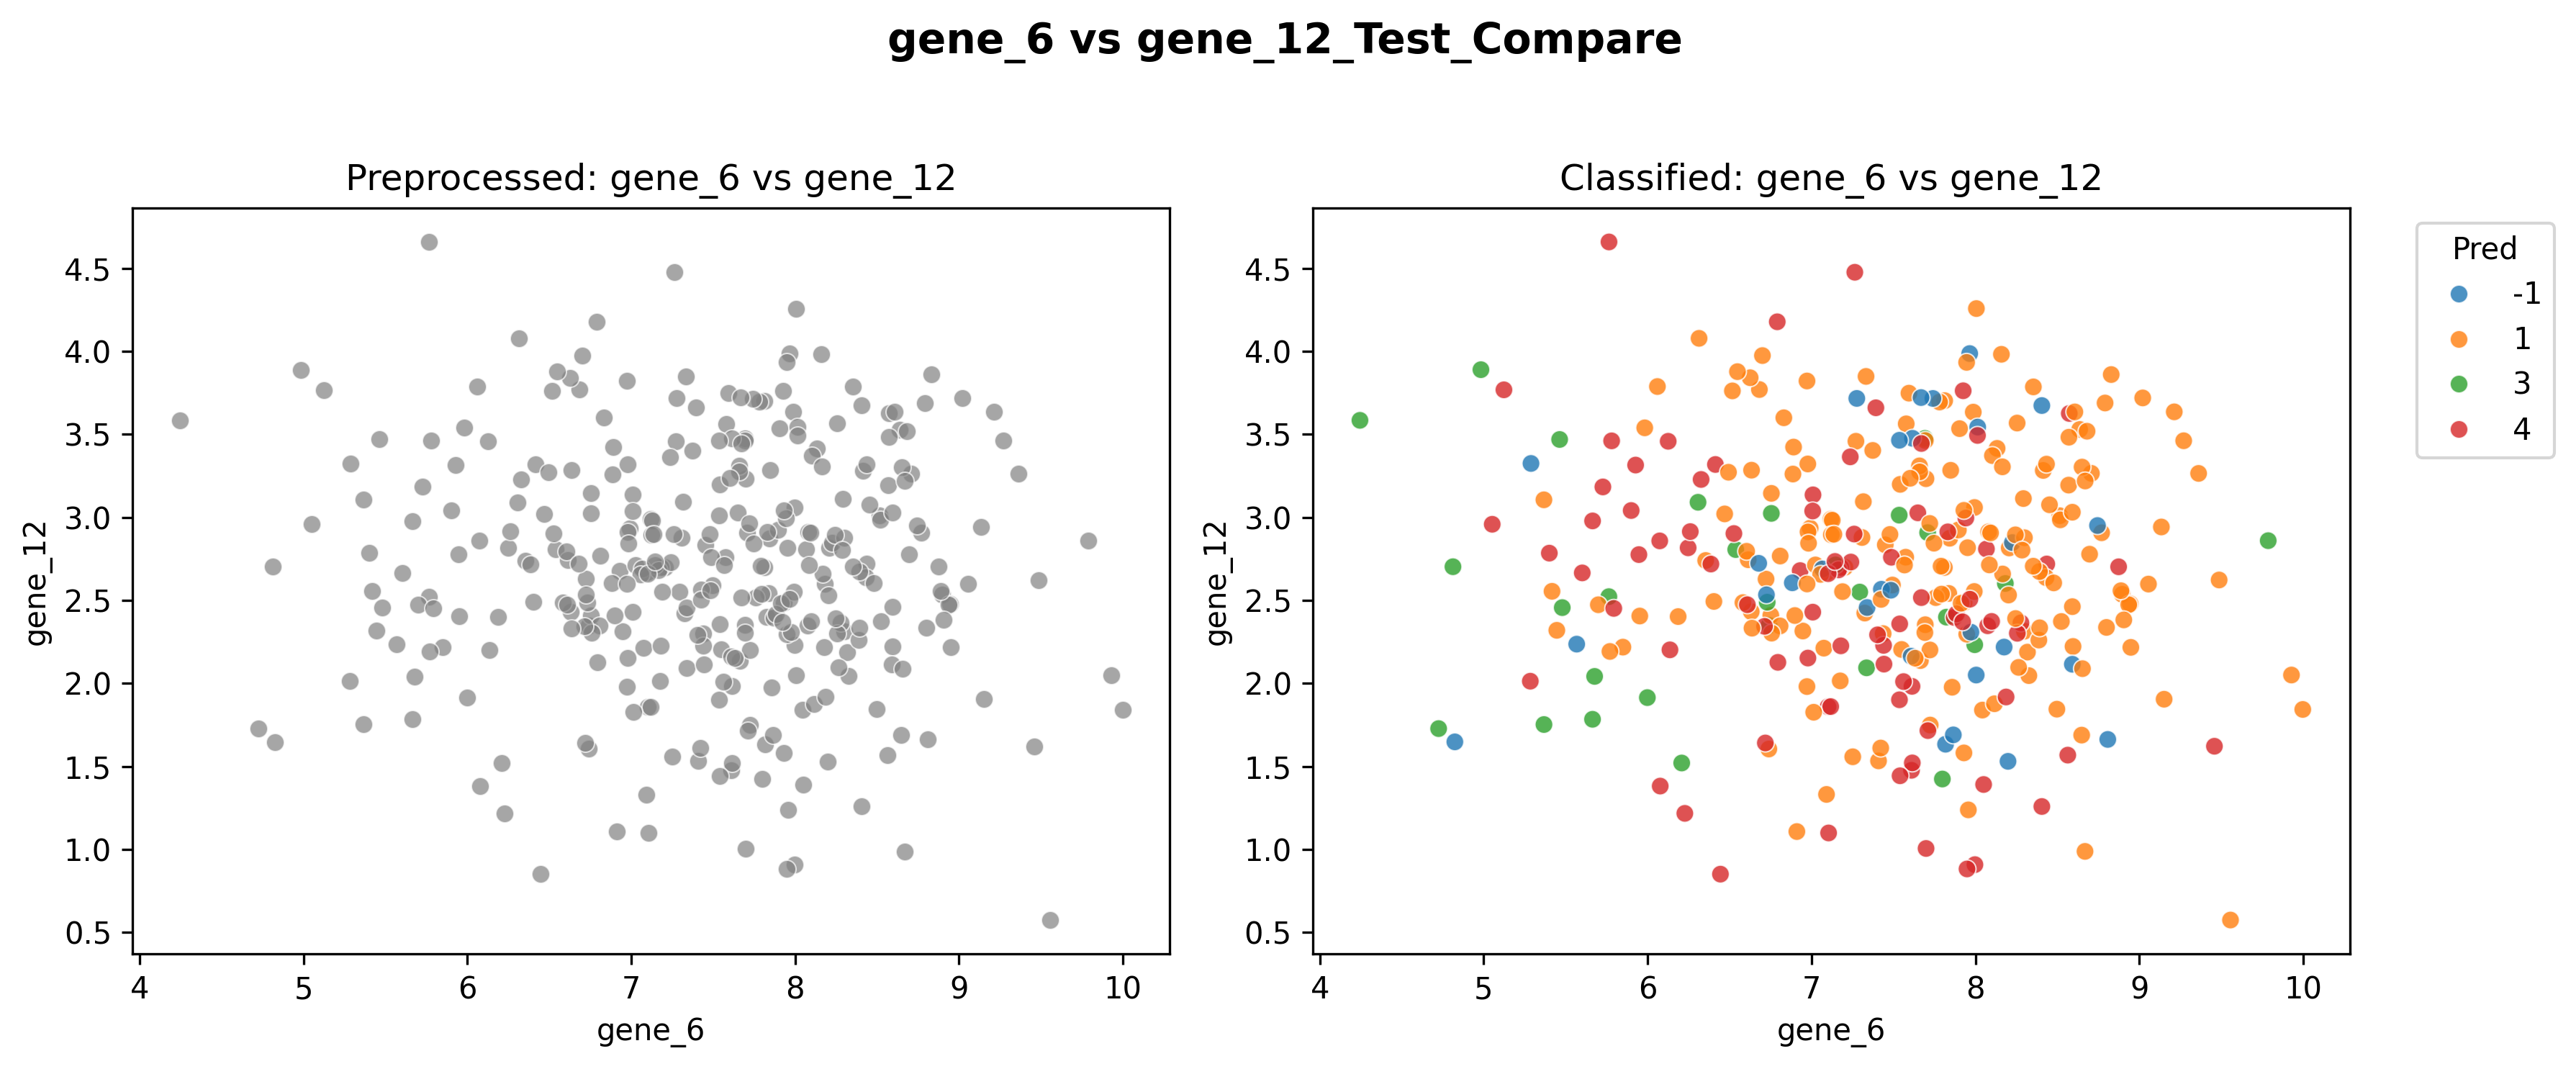 gene_6 vs gene_12_Test_Compare
Preprocessed: gene_6 vs gene_12
4.5
4.0
3.5
3.0
2.5
2.0
1.5
1.0
0.5
gene_12
4 5 6 7 8 9 10
gene_6
Classified: gene_6 vs gene_12
4.5
4.0
3.5
3.0
2.5
2.0
1.5
1.0
0.5
gene_12
4 5 6 7 8 9 10
gene_6
Pred
-1
1
3
4